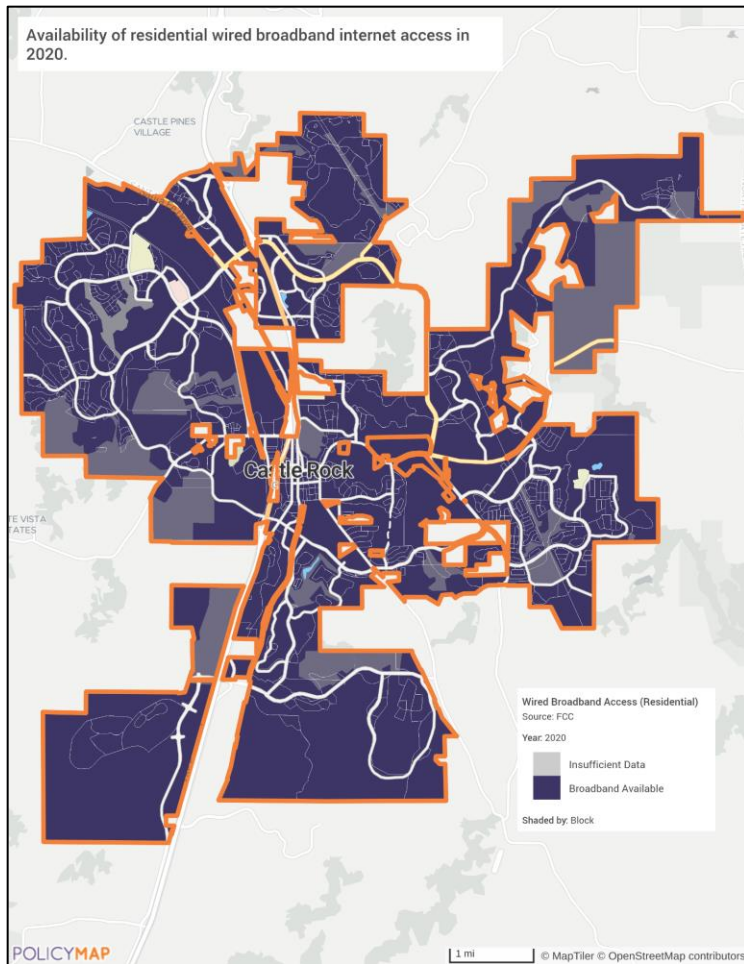 Availability of residential wired broadband internet access in
2020.
CASTLE PINES
VILLAGE
Castle Rock
TE VISTA
TATES
Wired Broadband Access (Residential)
Source: FCC
Year: 2020
Insufficient Data
Broadband Available
Shaded by: Block
POLICYMAP
1 mi
© MapTiler © OpenStreetMap contributors